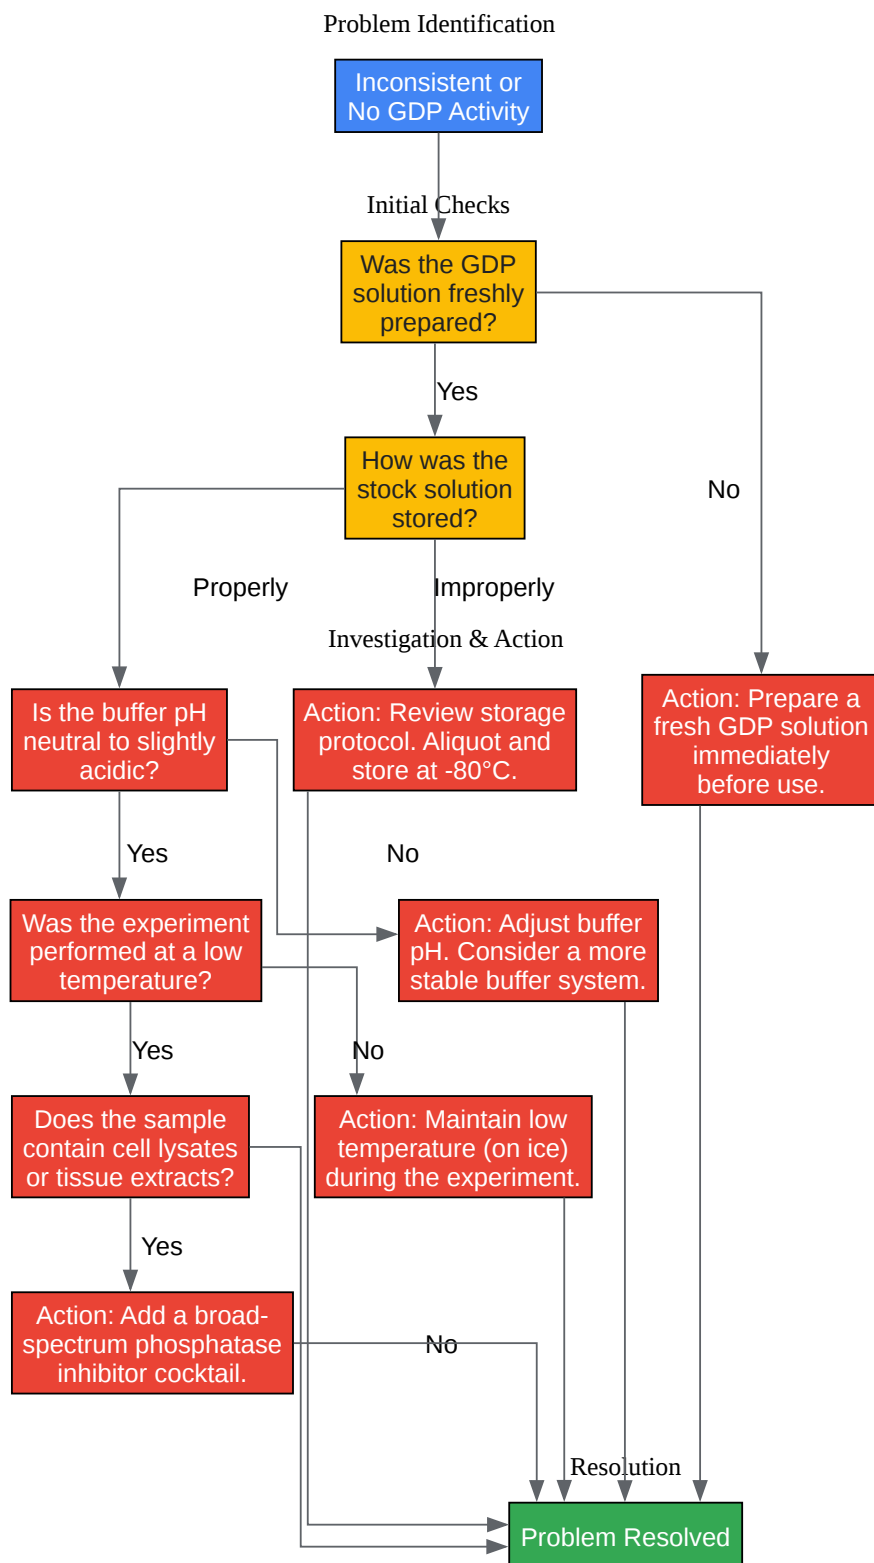 Problem Identification
Inconsistent or
No GDP Activity
Initial Checks
Was the GDP
solution freshly
prepared?
Yes
How was the
stock solution
stored?
No
Properly
Improperly
Investigation & Action
Is the buffer pH
neutral to slightly
acidic?
Action: Review storage
protocol. Aliquot and
store at -80°C.
Action: Prepare a
fresh GDP solution
immediately
before use.
Yes
No
Was the experiment
performed at a low
temperature?
Action: Adjust buffer
pH. Consider a more
stable buffer system.
Yes
No
Does the sample
contain cell lysates
or tissue extracts?
Action: Maintain low
temperature (on ice)
during the experiment.
Yes
Action: Add a broad-
spectrum phosphatase
inhibitor cocktail.
No
Resolution
Problem Resolved